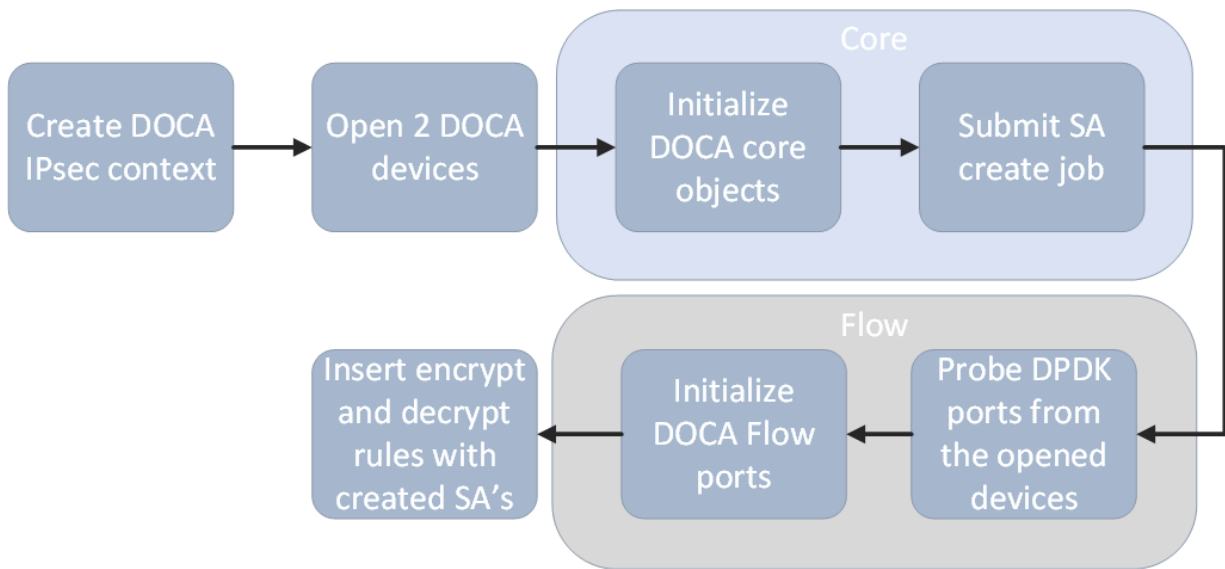 Core
Create DOCA
IPsec context
Open 2 DOCA
devices
Initialize
DOCA core
objects
Submit SA
create job
Flow
Probe DPDK
ports from
the opened
devices
Initialize
DOCA Flow
ports
Insert encrypt
and decrypt
rules with
created SA’s